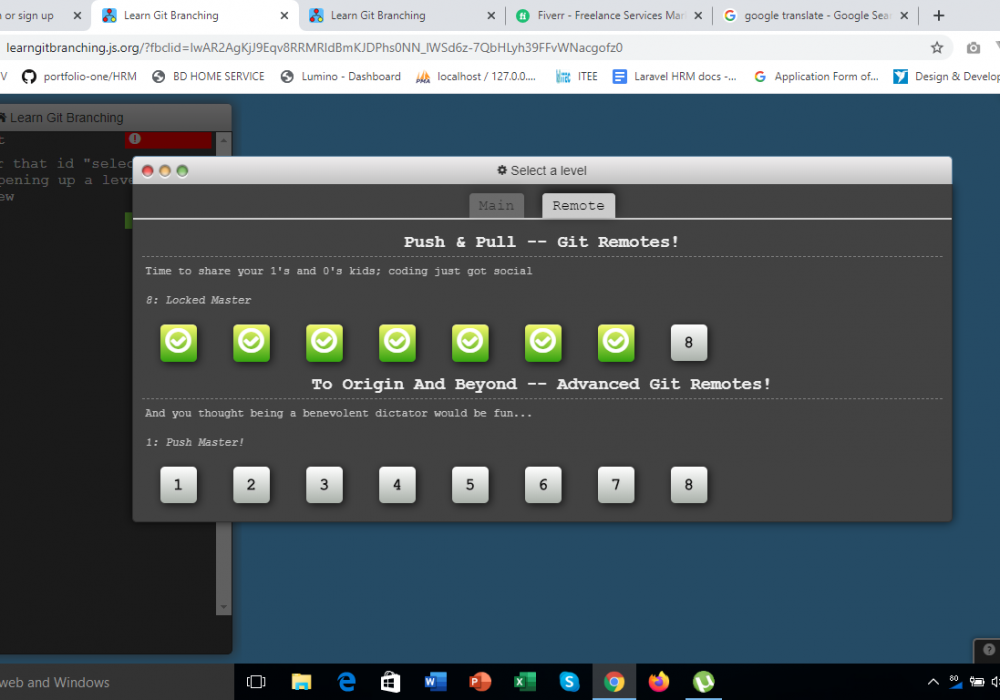 or sign up
Learn Git Branching
Learn Git Branching
Fiverr - Freelance Services Mar
google translate - Google Sea
learngitbranching.js.org/?fbclid=IwAR2AgKjJ9Eqv8RRMRIdBmKJDPhs0NN_IWSd6z-7QbHLyh39FFvWNacgofz0
V
portfolio-one/HRM
BD HOME SERVICE
Lumino - Dashboard
localhost / 127.0.0....
ITEE
Laravel HRM docs -...
Application Form of...
Design & Develop
Learn Git Branching
r that id "selec
pening up a leve
ew
Select a level
Main
Remote
Push & Pull -- Git Remotes!
Time to share your 1's and 0's kids; coding just got social
8: Locked Master
8
To Origin And Beyond -- Advanced Git Remotes!
And you thought being a benevolent dictator would be fun...
1: Push Master!
1 2 3 4 5 6 7 8
web and Windows
80